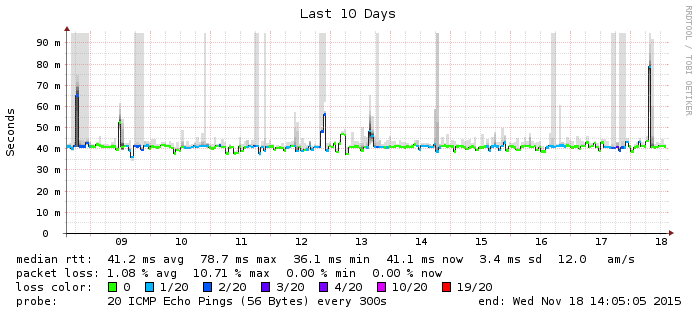 Last 10 Days
RRDTOOL / TOBI OETIKER
Seconds
90 m
80 m
70 m
60 m
50 m
40 m
30 m
20 m
10 m
0
09 10 11 12 13 14 15 16 17 18
median rtt: 41.2 ms avg 78.7 ms max 36.1 ms min 41.1 ms now 3.4 ms sd 12.0 am/s
packet loss: 1.08 % avg 10.71 % max 0.00 % min 0.00 % now
loss color: 0 1/20 2/20 3/20 4/20 10/20 19/20
probe: 20 ICMP Echo Pings (56 Bytes) every 300s end: Wed Nov 18 14:05:05 2015